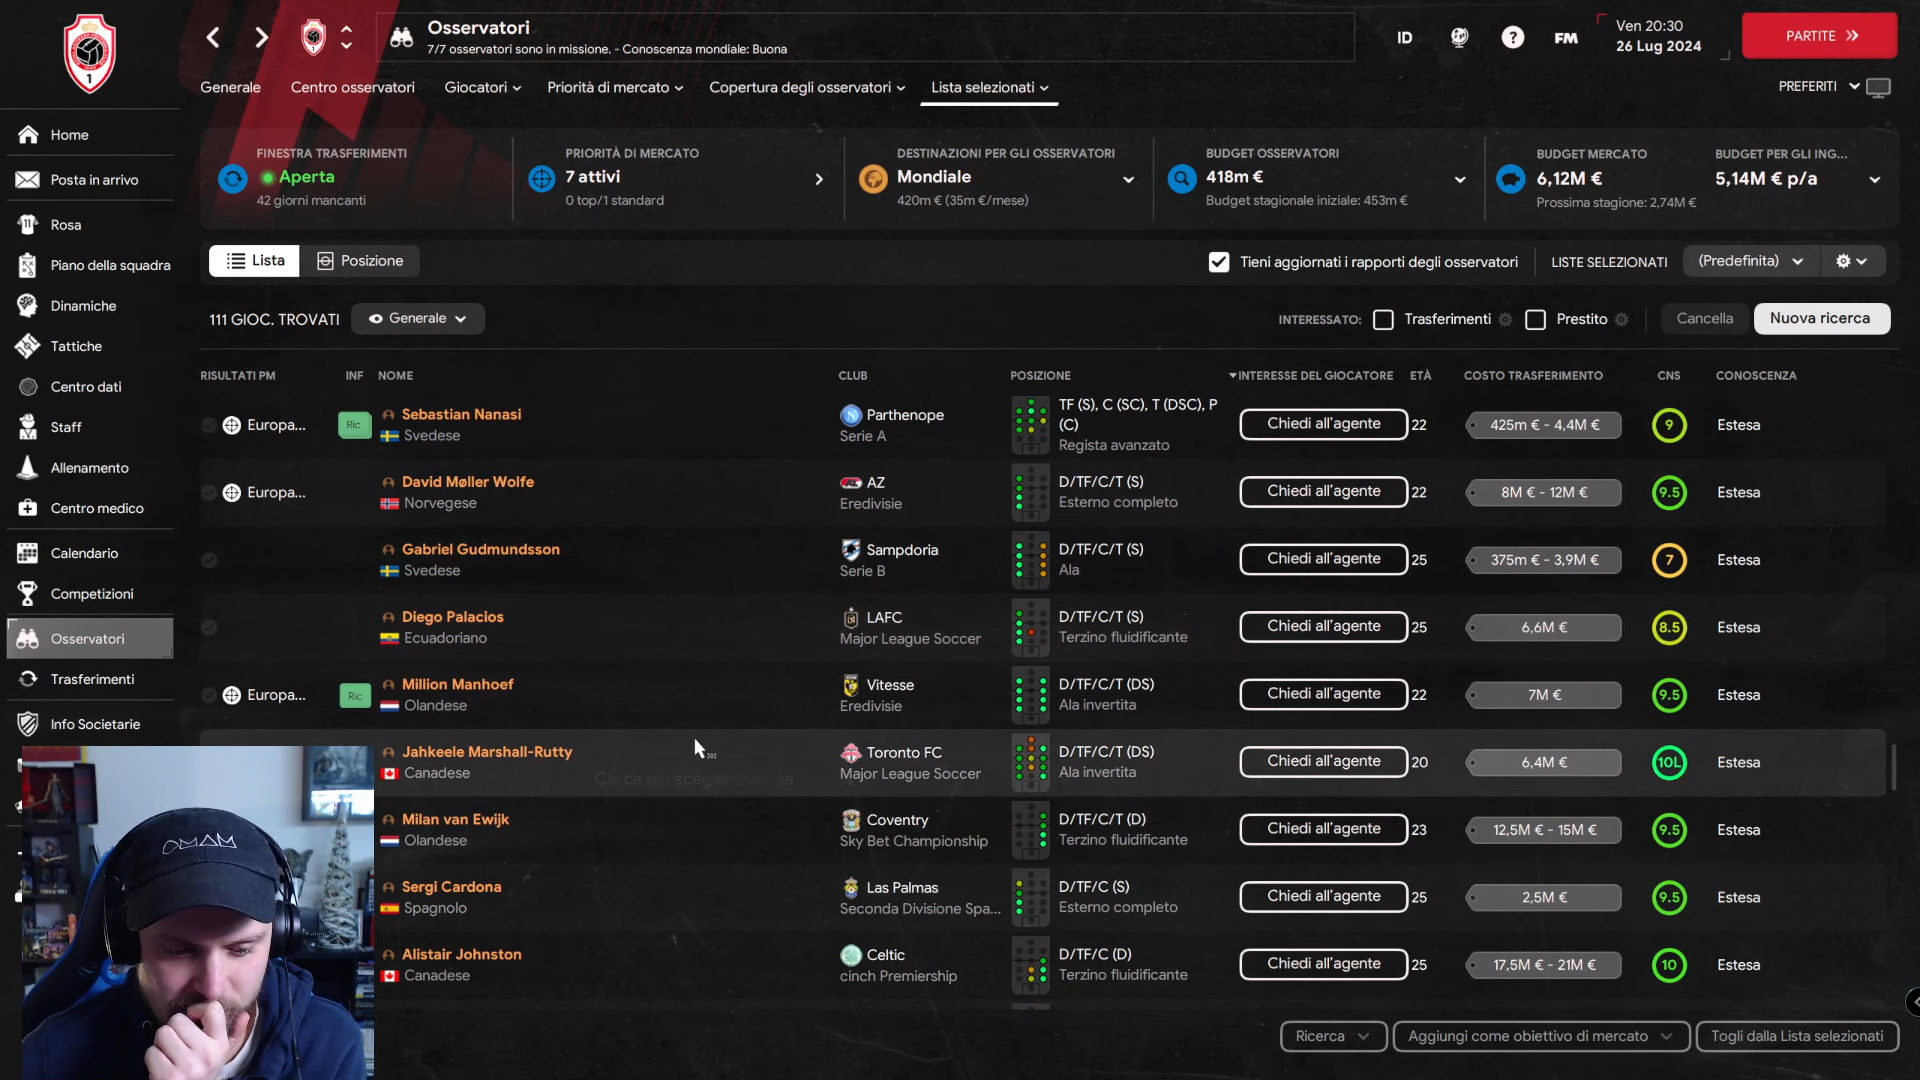 Osservatori
7/7 osservatori sono in missione. - Conoscenza mondiale: Buona
ID
FM
Ven 20:30
26 Lug 2024
PARTITE
Generale
Centro osservatori
Giocatori
Priorità di mercato
Copertura degli osservatori
Lista selezionati
PREFERITI
Home
Posta in arrivo
Rosa
Piano della squadra
Dinamiche
Tattiche
Centro dati
Staff
Allenamento
Centro medico
Calendario
Competizioni
Osservatori
Trasferimenti
Info Societarie
FINESTRA TRASFERIMENTI
Aperta
42 giorni mancanti
PRIORITÀ DI MERCATO
7 attivi
0 top/1 standard
DESTINAZIONI PER GLI OSSERVATORI
Mondiale
420m € (35m €/mese)
BUDGET OSSERVATORI
418m €
Budget stagionale iniziale: 453m €
BUDGET MERCATO
6,12M €
Prossima stagione: 2,74M €
BUDGET PER GLI ING...
5,14M € p/a
Lista
Posizione
Tieni aggiornati i rapporti degli osservatori
LISTE SELEZIONATI
(Predefinita)
111 GIOC. TROVATI
Generale
INTERESSATO:
Trasferimenti
Prestito
Cancella
Nuova ricerca
RISULTATI PM
INF
NOME
CLUB
POSIZIONE
INTERESSE DEL GIOCATORE
ETÀ
COSTO TRASFERIMENTO
CNS
CONOSCENZA
Europa...
Ric
Sebastian Nanasi
Svedese
Parthenope
Serie A
TF (S), C (SC), T (DSC), P
(C)
Regista avanzato
Chiedi all'agente
22
425m € - 4,4M €
9
Estesa
Europa...
David Møller Wolfe
Norvegese
AZ
Eredivisie
D/TF/C/T (S)
Esterno completo
Chiedi all'agente
22
8M € - 12M €
9.5
Estesa
Gabriel Gudmundsson
Svedese
Sampdoria
Serie B
D/TF/C/T (S)
Ala
Chiedi all'agente
25
375m € - 3,9M €
7
Estesa
Diego Palacios
Ecuadoriano
LAFC
Major League Soccer
D/TF/C/T (S)
Terzino fluidificante
Chiedi all'agente
25
6,6M €
8.5
Estesa
Europa...
Ric
Million Manhoef
Olandese
Vitesse
Eredivisie
D/TF/C/T (DS)
Ala invertita
Chiedi all'agente
22
7M €
9.5
Estesa
Jahkeele Marshall-Rutty
Canadese
Toronto FC
Major League Soccer
D/TF/C/T (DS)
Ala invertita
Chiedi all'agente
20
6,4M €
10L
Estesa
Milan van Ewijk
Olandese
Coventry
Sky Bet Championship
D/TF/C/T (D)
Terzino fluidificante
Chiedi all'agente
23
12,5M € - 15M €
9.5
Estesa
Sergi Cardona
Spagnolo
Las Palmas
Seconda Divisione Spa...
D/TF/C (S)
Esterno completo
Chiedi all'agente
25
2,5M €
9.5
Estesa
Alistair Johnston
Canadese
Celtic
cinch Premiership
D/TF/C (D)
Terzino fluidificante
Chiedi all'agente
25
17,5M € - 21M €
10
Estesa
Ricerca
Aggiungi come obiettivo di mercato
Togli dalla Lista selezionati